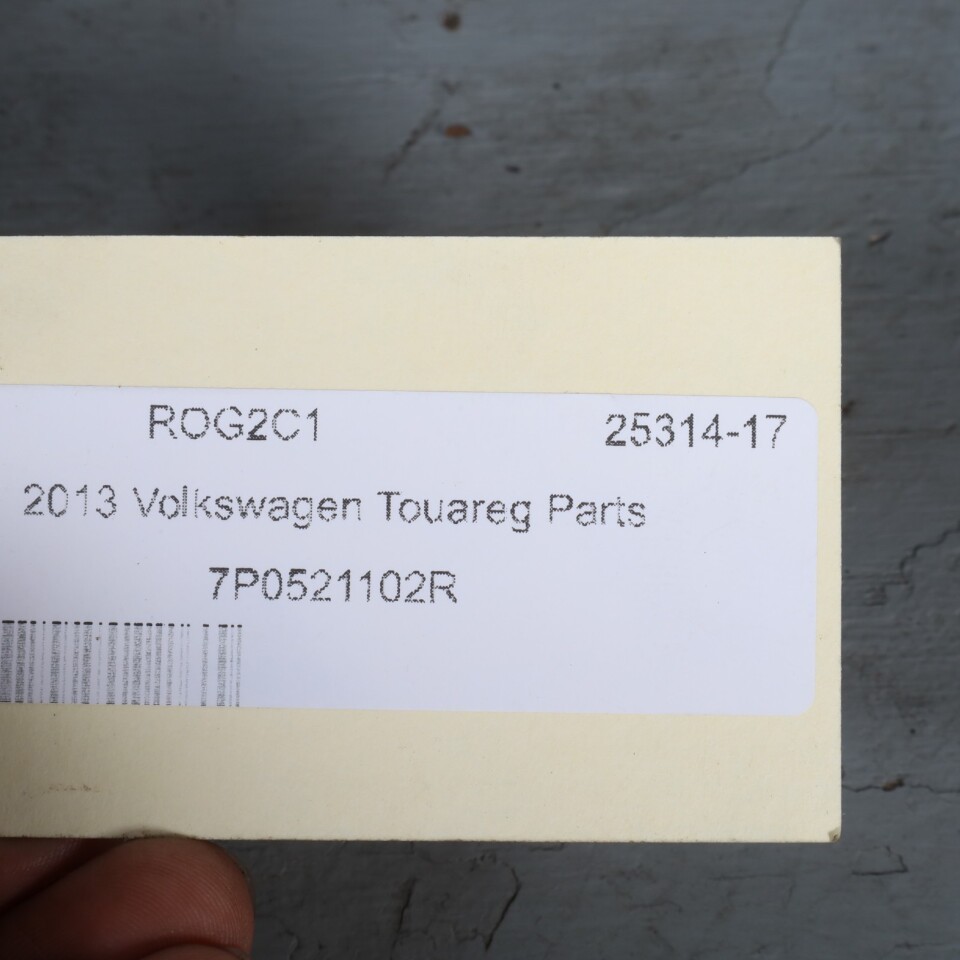 ROG2C1 25314-17
2013 Volkswagen Touareg Parts
7P0521102R